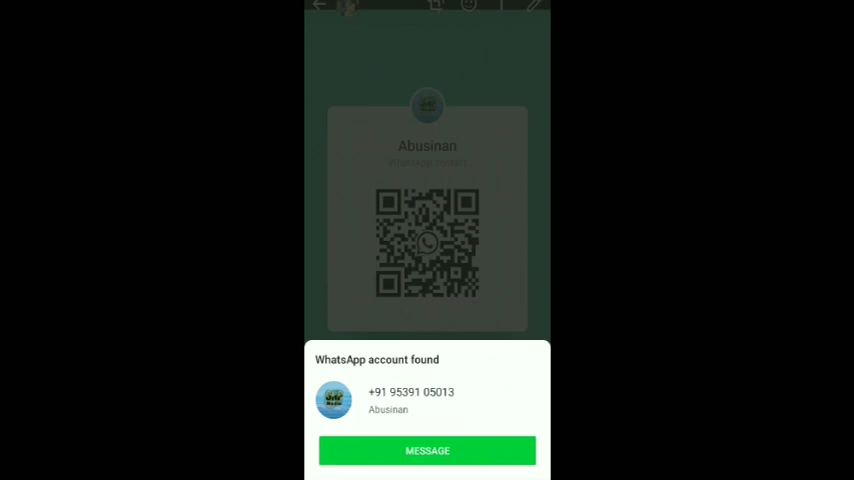 Abusinan
WhatsApp contact
WhatsApp account found
+91 95391 05013
Abusinan
MESSAGE